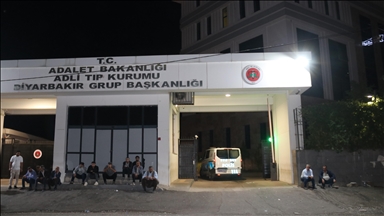 T.C.
ADALET BAKANLIĞI
ADLİ TIP KURUMU
DİYARBAKIR GRUP BAŞKANLIĞI